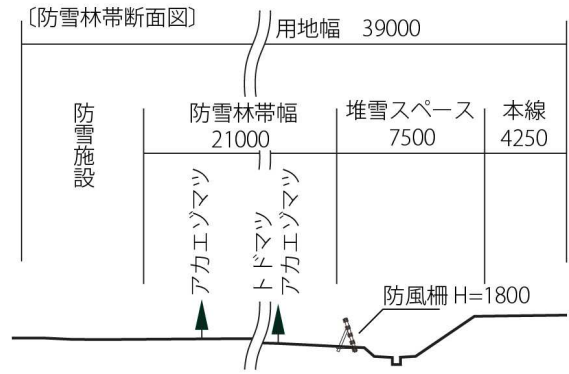 〔防雪林帯断面図〕
用地幅 39000
防雪施設
防雪林帯幅
21000
堆雪スペース
7500
本線
4250
アカエゾマツ
トドマツ
アカエゾマツ
防風柵 H=1800